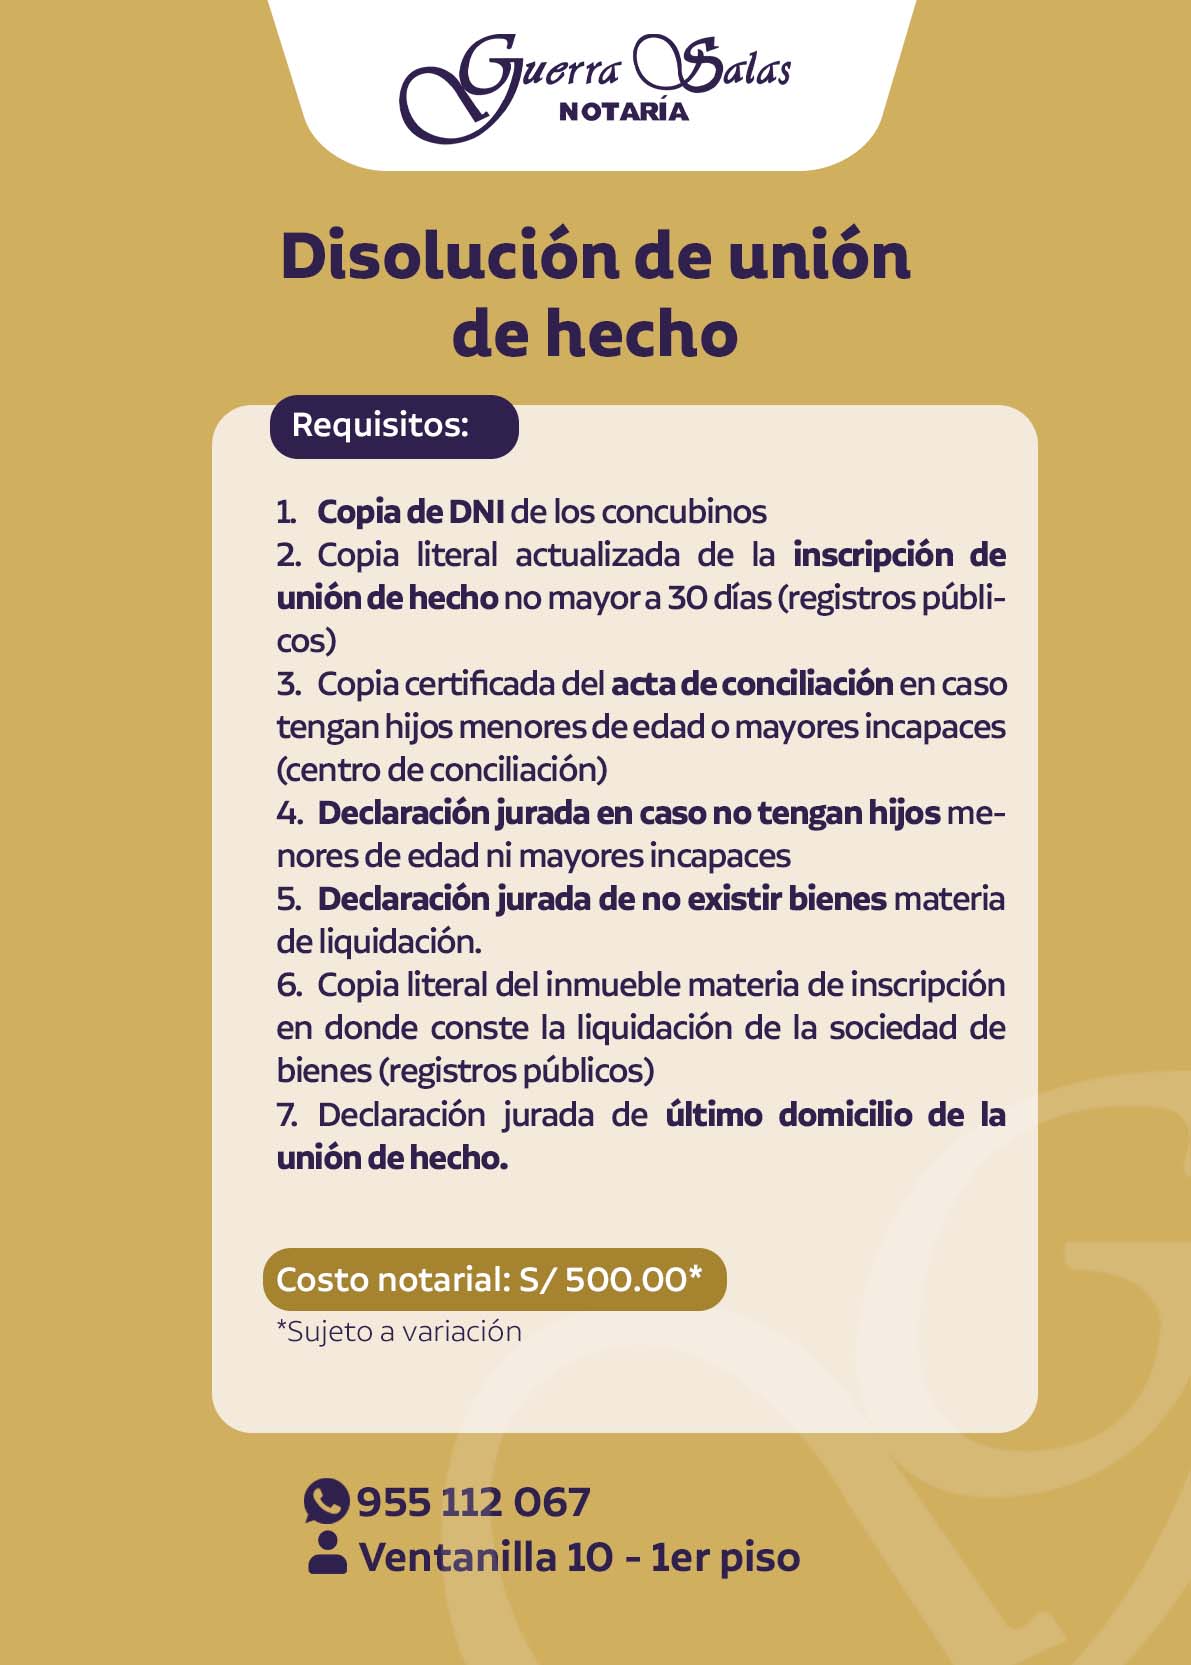 Guerra Salas
NOTARÍA
Disolución de unión
de hecho
Requisitos:
1. Copia de DNI de los concubinos
2. Copia literal actualizada de la inscripción de
unión de hecho no mayor a 30 días (registros públi-
cos)
3. Copia certificada del acta de conciliación en caso
tengan hijos menores de edad o mayores incapaces
(centro de conciliación)
4. Declaración jurada en caso no tengan hijos me-
nores de edad ni mayores incapaces
5. Declaración jurada de no existir bienes materia
de liquidación.
6. Copia literal del inmueble materia de inscripción
en donde conste la liquidación de la sociedad de
bienes (registros públicos)
7. Declaración jurada de último domicilio de la
unión de hecho.
Costo notarial: S/ 500.00*
*Sujeto a variación
955 112 067
Ventanilla 10 - 1er piso